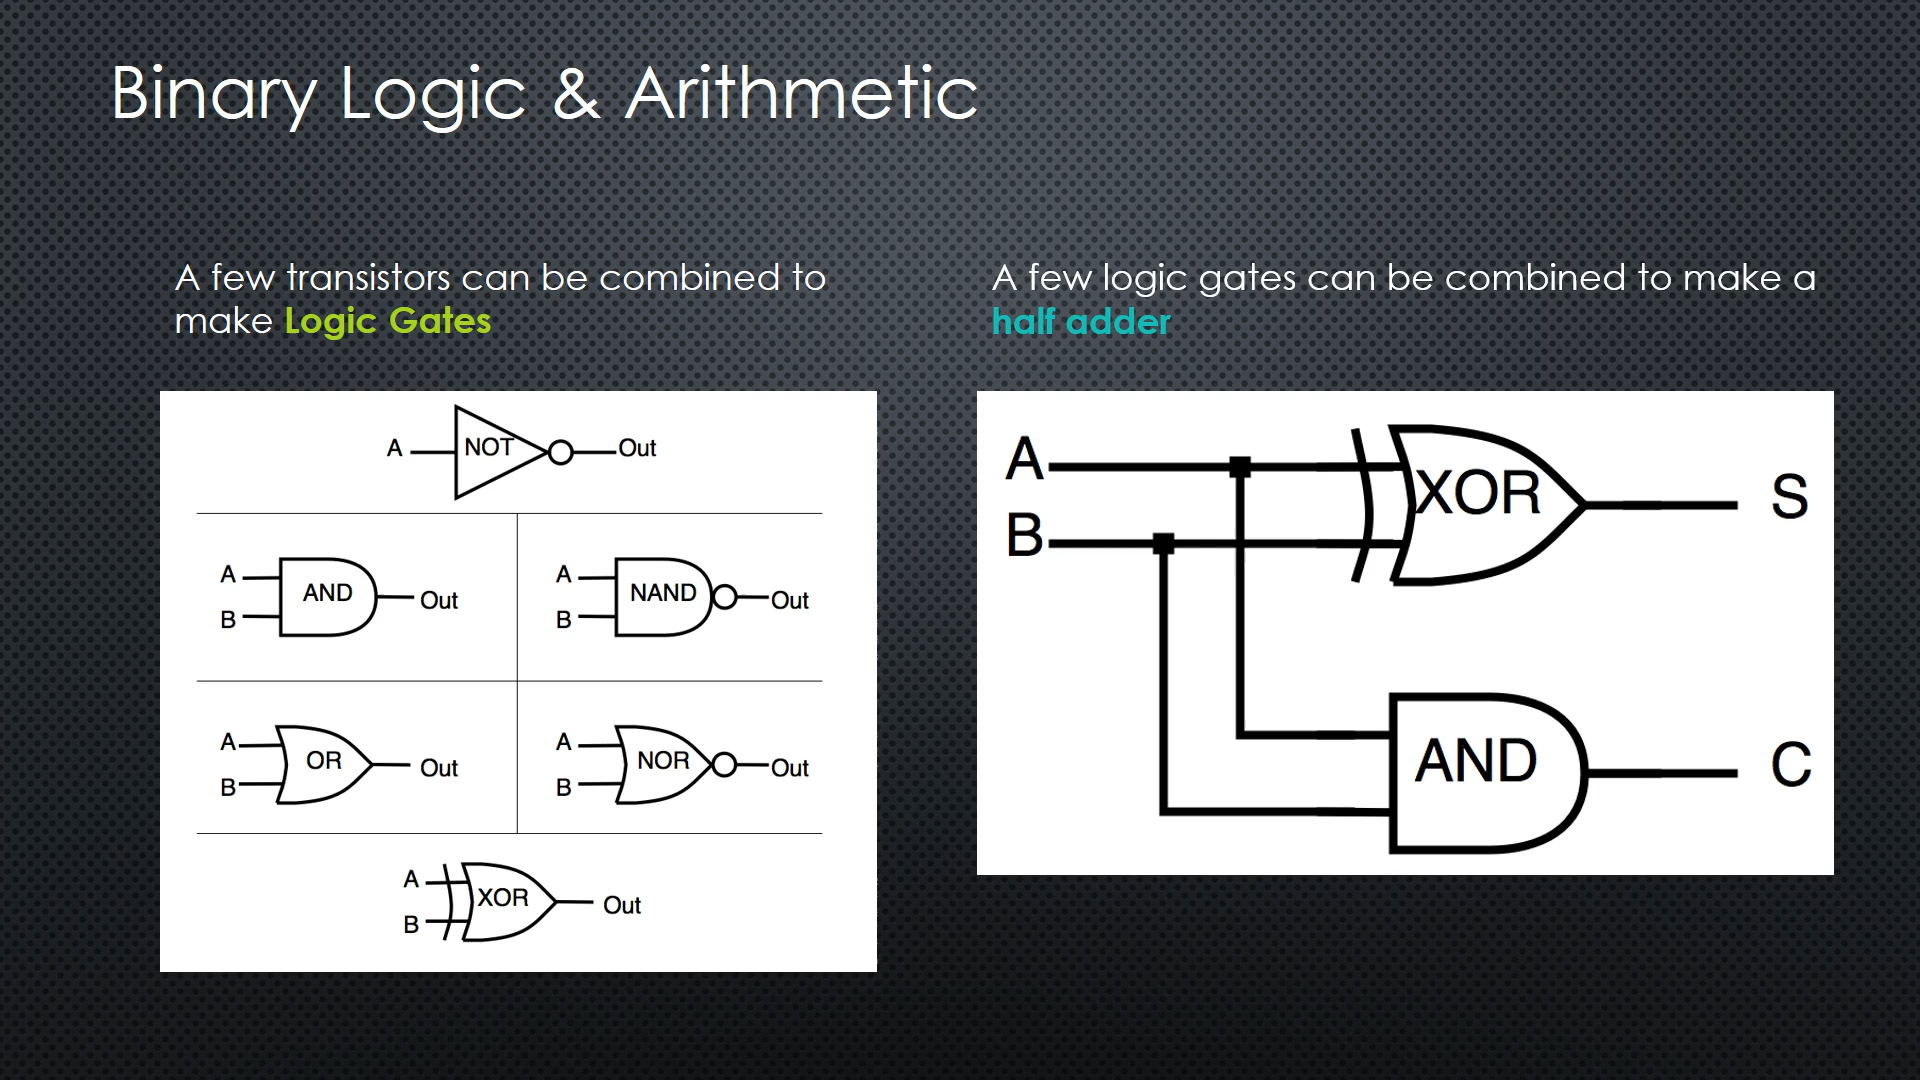 Binary Logic & Arithmetic
A few transistors can be combined to
make Logic Gates
A NOT Out
A AND Out
B
A NAND Out
B
A OR Out
B
A NOR Out
B
A XOR Out
B
A few logic gates can be combined to make a
half adder
A XOR S
B
AND C